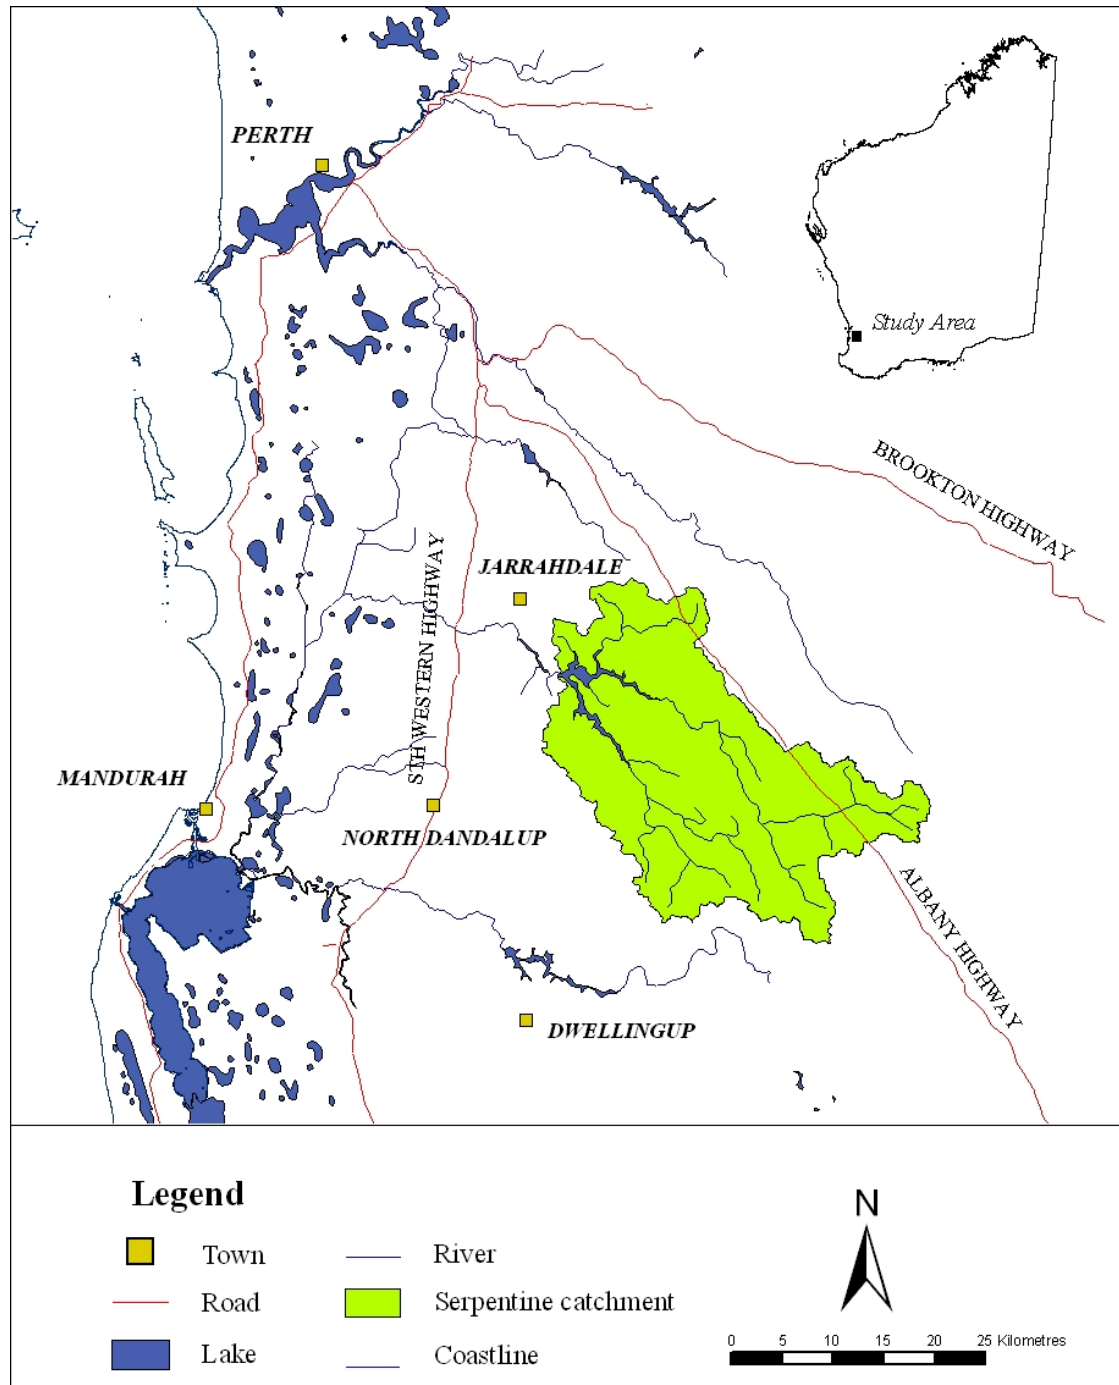 PERTH
Study Area
BROOKTON HIGHWAY
JARRAHDALE
STH WESTERN HIGHWAY
MANDURAH
NORTH DANDALUP
ALBANY HIGHWAY
DWELLINGUP
Legend
Town
River
Road
Serpentine catchment
Lake
Coastline
N
0 5 10 15 20 25 Kilometres